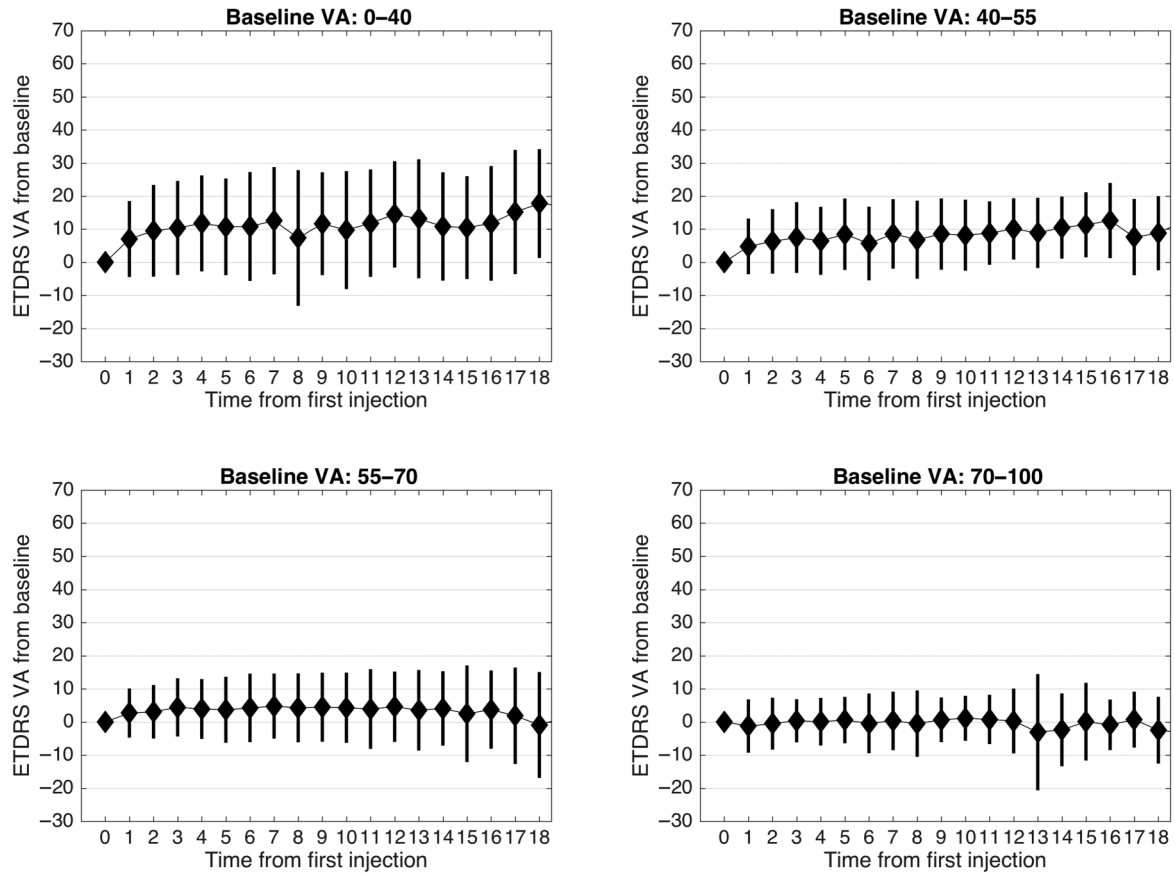 Baseline VA: 0–40
70
60
50
40
30
20
10
0
−10
−20
−30
ETDRS VA from baseline
0 1 2 3 4 5 6 7 8 9 10 11 12 13 14 15 16 17 18
Time from first injection
Baseline VA: 40–55
70
60
50
40
30
20
10
0
−10
−20
−30
ETDRS VA from baseline
0 1 2 3 4 5 6 7 8 9 10 11 12 13 14 15 16 17 18
Time from first injection
Baseline VA: 55–70
70
60
50
40
30
20
10
0
−10
−20
−30
ETDRS VA from baseline
0 1 2 3 4 5 6 7 8 9 10 11 12 13 14 15 16 17 18
Time from first injection
Baseline VA: 70–100
70
60
50
40
30
20
10
0
−10
−20
−30
ETDRS VA from baseline
0 1 2 3 4 5 6 7 8 9 10 11 12 13 14 15 16 17 18
Time from first injection